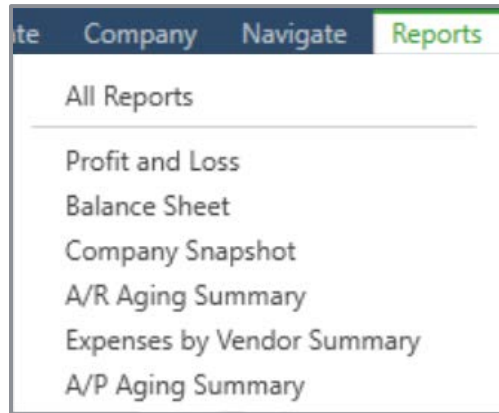 Company Navigate Reports
All Reports
Profit and Loss
Balance Sheet
Company Snapshot
A/R Aging Summary
Expenses by Vendor Summary
A/P Aging Summary